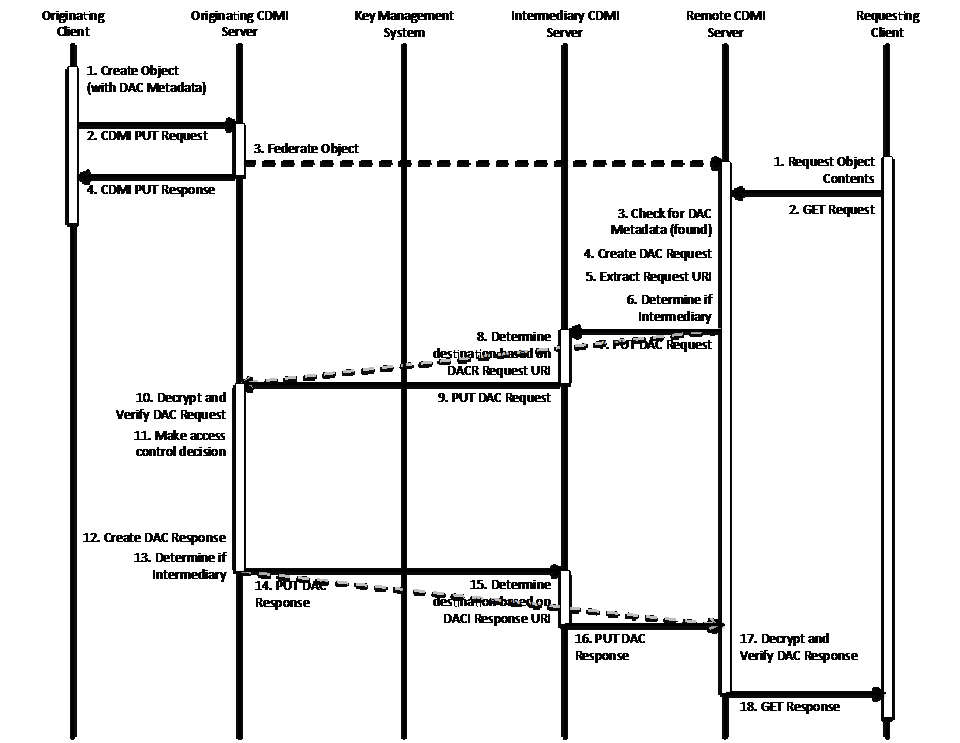 Originating
Client
Originating CDMI
Server
Key Management
System
Intermediary CDMI
Server
Remote CDMI
Server
Requesting
Client
1. Create Object
(with DAC Metadata)
2. CDMI PUT Request
3. Federate Object
4. CDMI PUT Response
1. Request Object
Contents
2. GET Request
3. Check for DAC
Metadata (found)
4. Create DAC Request
5. Extract Request URI
6. Determine if
Intermediary
7. PUT DAC Request
8. Determine
destination based on
DACR Request URI
9. PUT DAC Request
10. Decrypt and
Verify DAC Request
11. Make access
control decision
12. Create DAC Response
13. Determine if
Intermediary
14. PUT DAC
Response
15. Determine
destination based on
DACI Response URI
16. PUT DAC
Response
17. Decrypt and
Verify DAC Response
18. GET Response